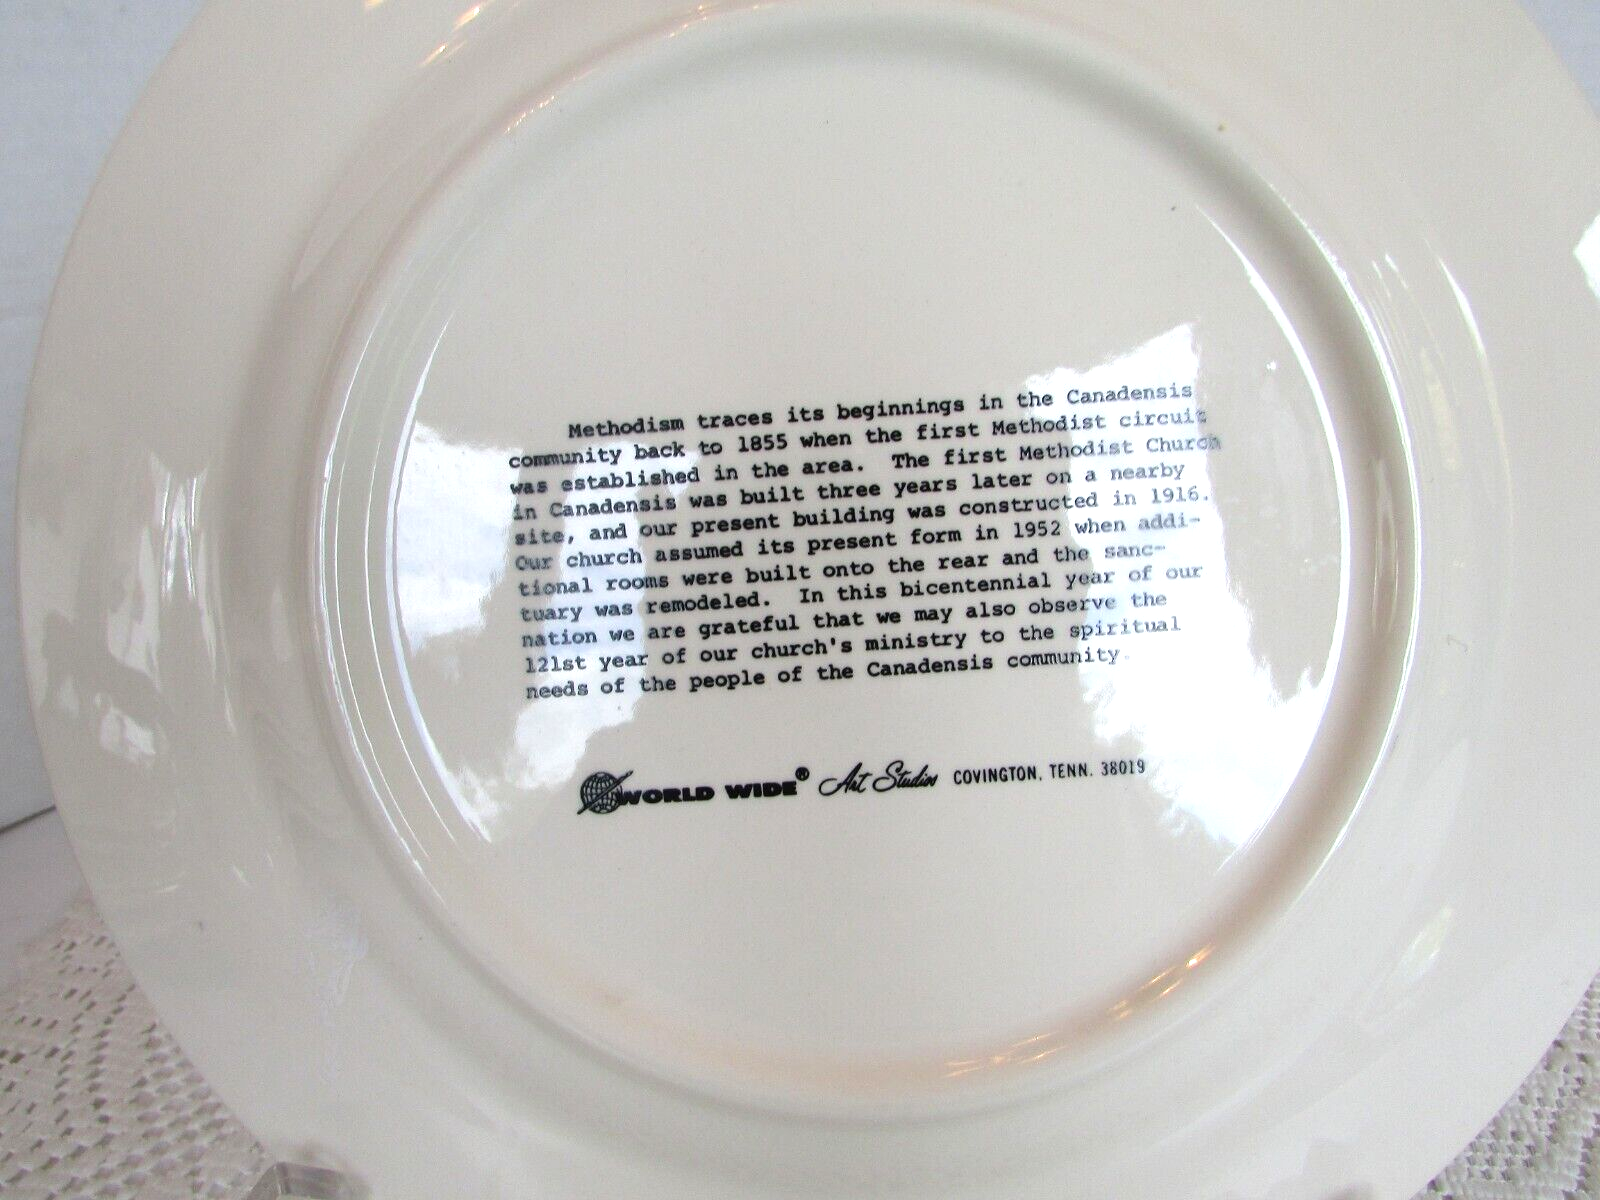 Methodism traces its beginnings in the Canadensis
community back to 1855 when the first Methodist circuit
was established in the area. The first Methodist Church
in Canadensis was built three years later on a nearby
site, and our present building was constructed in 1916.
Our church assumed its present form in 1952 when addi-
tional rooms were built onto the rear and the sanc-
tuary was remodeled. In this bicentennial year of our
nation we are grateful that we may also observe the
121st year of our church's ministry to the spiritual
needs of the people of the Canadensis community.
WORLD WIDE® Art Studios COVINGTON, TENN. 38019